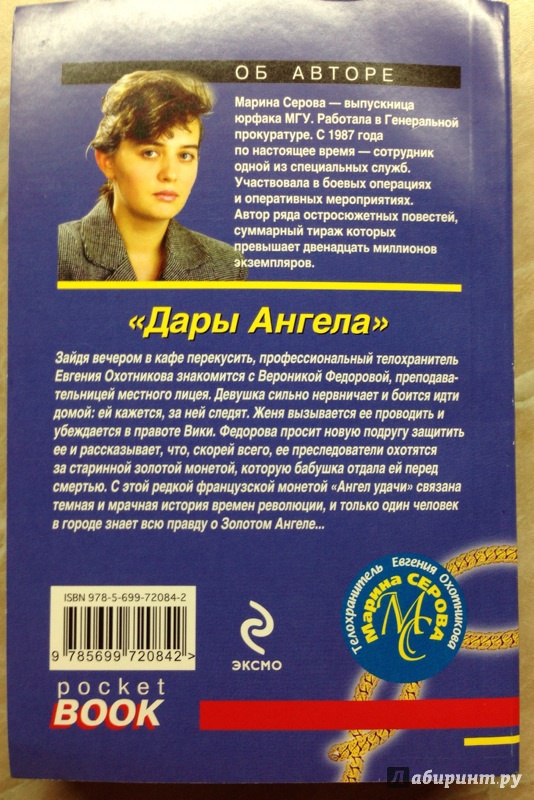 ОБ АВТОРЕ
Марина Серова — выпускница
юрфака МГУ. Работала в Генеральной
прокуратуре. С 1987 года
по настоящее время — сотрудник
одной из специальных служб.
Участвовала в боевых операциях
и оперативных мероприятиях.
Автор ряда остросюжетных повестей,
суммарный тираж которых
превышает двенадцать миллионов
экземпляров.
«Дары Ангела»
Зайдя вечером в кафе перекусить, профессиональный телохранитель
Евгения Охотникова знакомится с Вероникой Федоровой, преподава-
тельницей местного лицея. Девушка сильно нервничает и боится идти
домой: ей кажется, за ней следят. Женя вызывается ее проводить и
убеждается в правоте Вики. Федорова просит новую подругу защитить
ее и рассказывает, что, скорей всего, ее преследователи охотятся
за старинной золотой монетой, которую бабушка отдала ей перед
смертью. С этой редкой французской монетой «Ангел удачи» связана
темная и мрачная история времен революции, и только один человек
в городе знает всю правду о Золотом Ангеле...
ISBN 978-5-699-72084-2
9 785699 720842 >
эксмо
Телохранитель Евгения Охотникова
Марина СЕРОВА
МС
pocket
BOOK
Лабиринт.ру